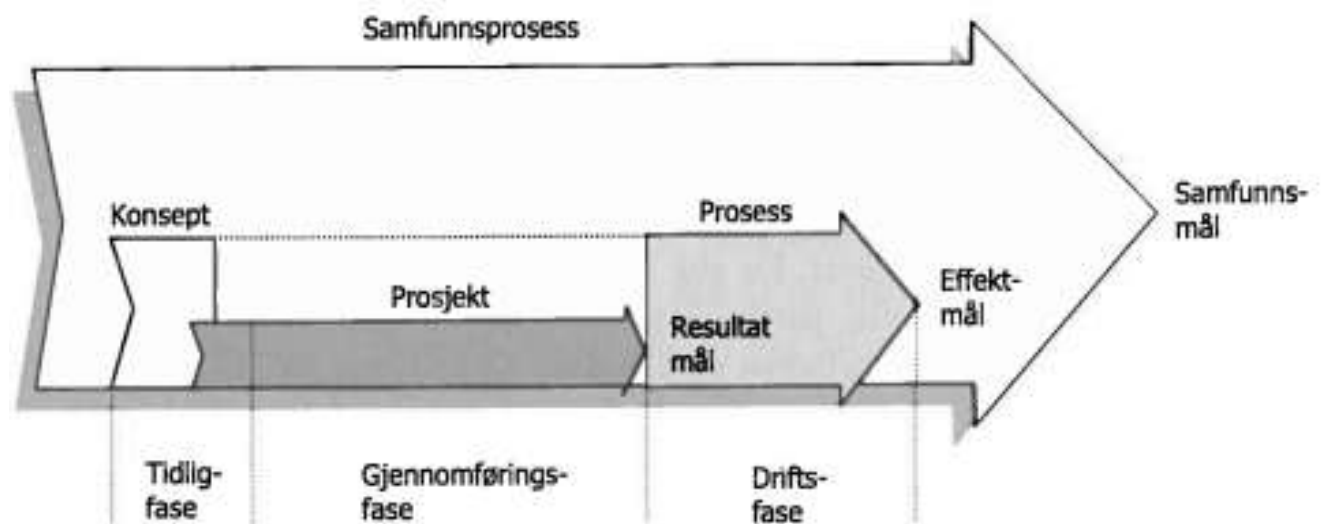 Samfunnsprosess
Samfunns-
mål
Konsept
Prosess
Effekt-
mål
Prosjekt
Resultat
mål
Tidlig-
fase
Gjennomførings-
fase
Drifts-
fase